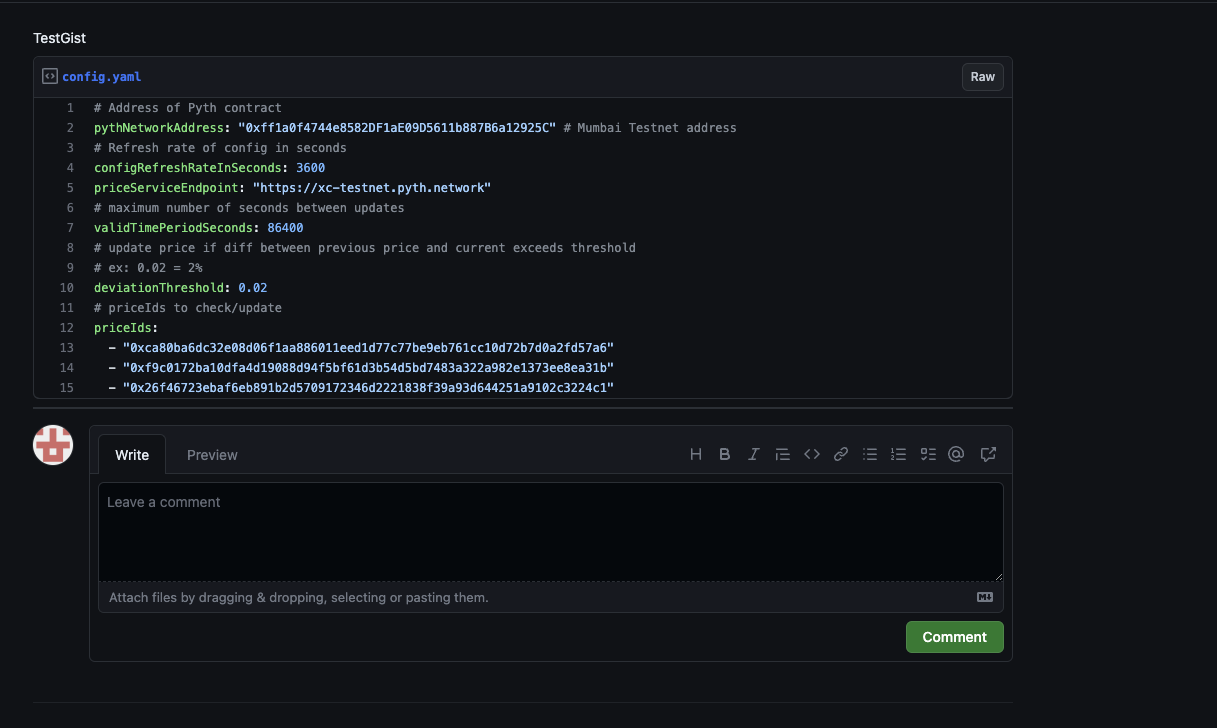 TestGist
config.yaml
Raw
1 # Address of Pyth contract
2 pythNetworkAddress: "0xff1a0f4744e8582DF1aE09D5611b887B6a12925C" # Mumbai Testnet address
3 # Refresh rate of config in seconds
4 configRefreshRateInSeconds: 3600
5 priceServiceEndpoint: "https://xc-testnet.pyth.network"
6 # maximum number of seconds between updates
7 validTimePeriodSeconds: 86400
8 # update price if diff between previous price and current exceeds threshold
9 # ex: 0.02 = 2%
10 deviationThreshold: 0.02
11 # priceIds to check/update
12 priceIds:
13 - "0xca80ba6dc32e08d06f1aa886011eed1d77c77be9eb761cc10d72b7d0a2fd57a6"
14 - "0xf9c0172ba10dfa4d19088d94f5bf61d3b54d5bd7483a322a982e1373ee8ea31b"
15 - "0x26f46723ebaf6eb891b2d5709172346d2221838f39a93d644251a9102c3224c1"
Write Preview
Leave a comment
Attach files by dragging & dropping, selecting or pasting them.
Comment